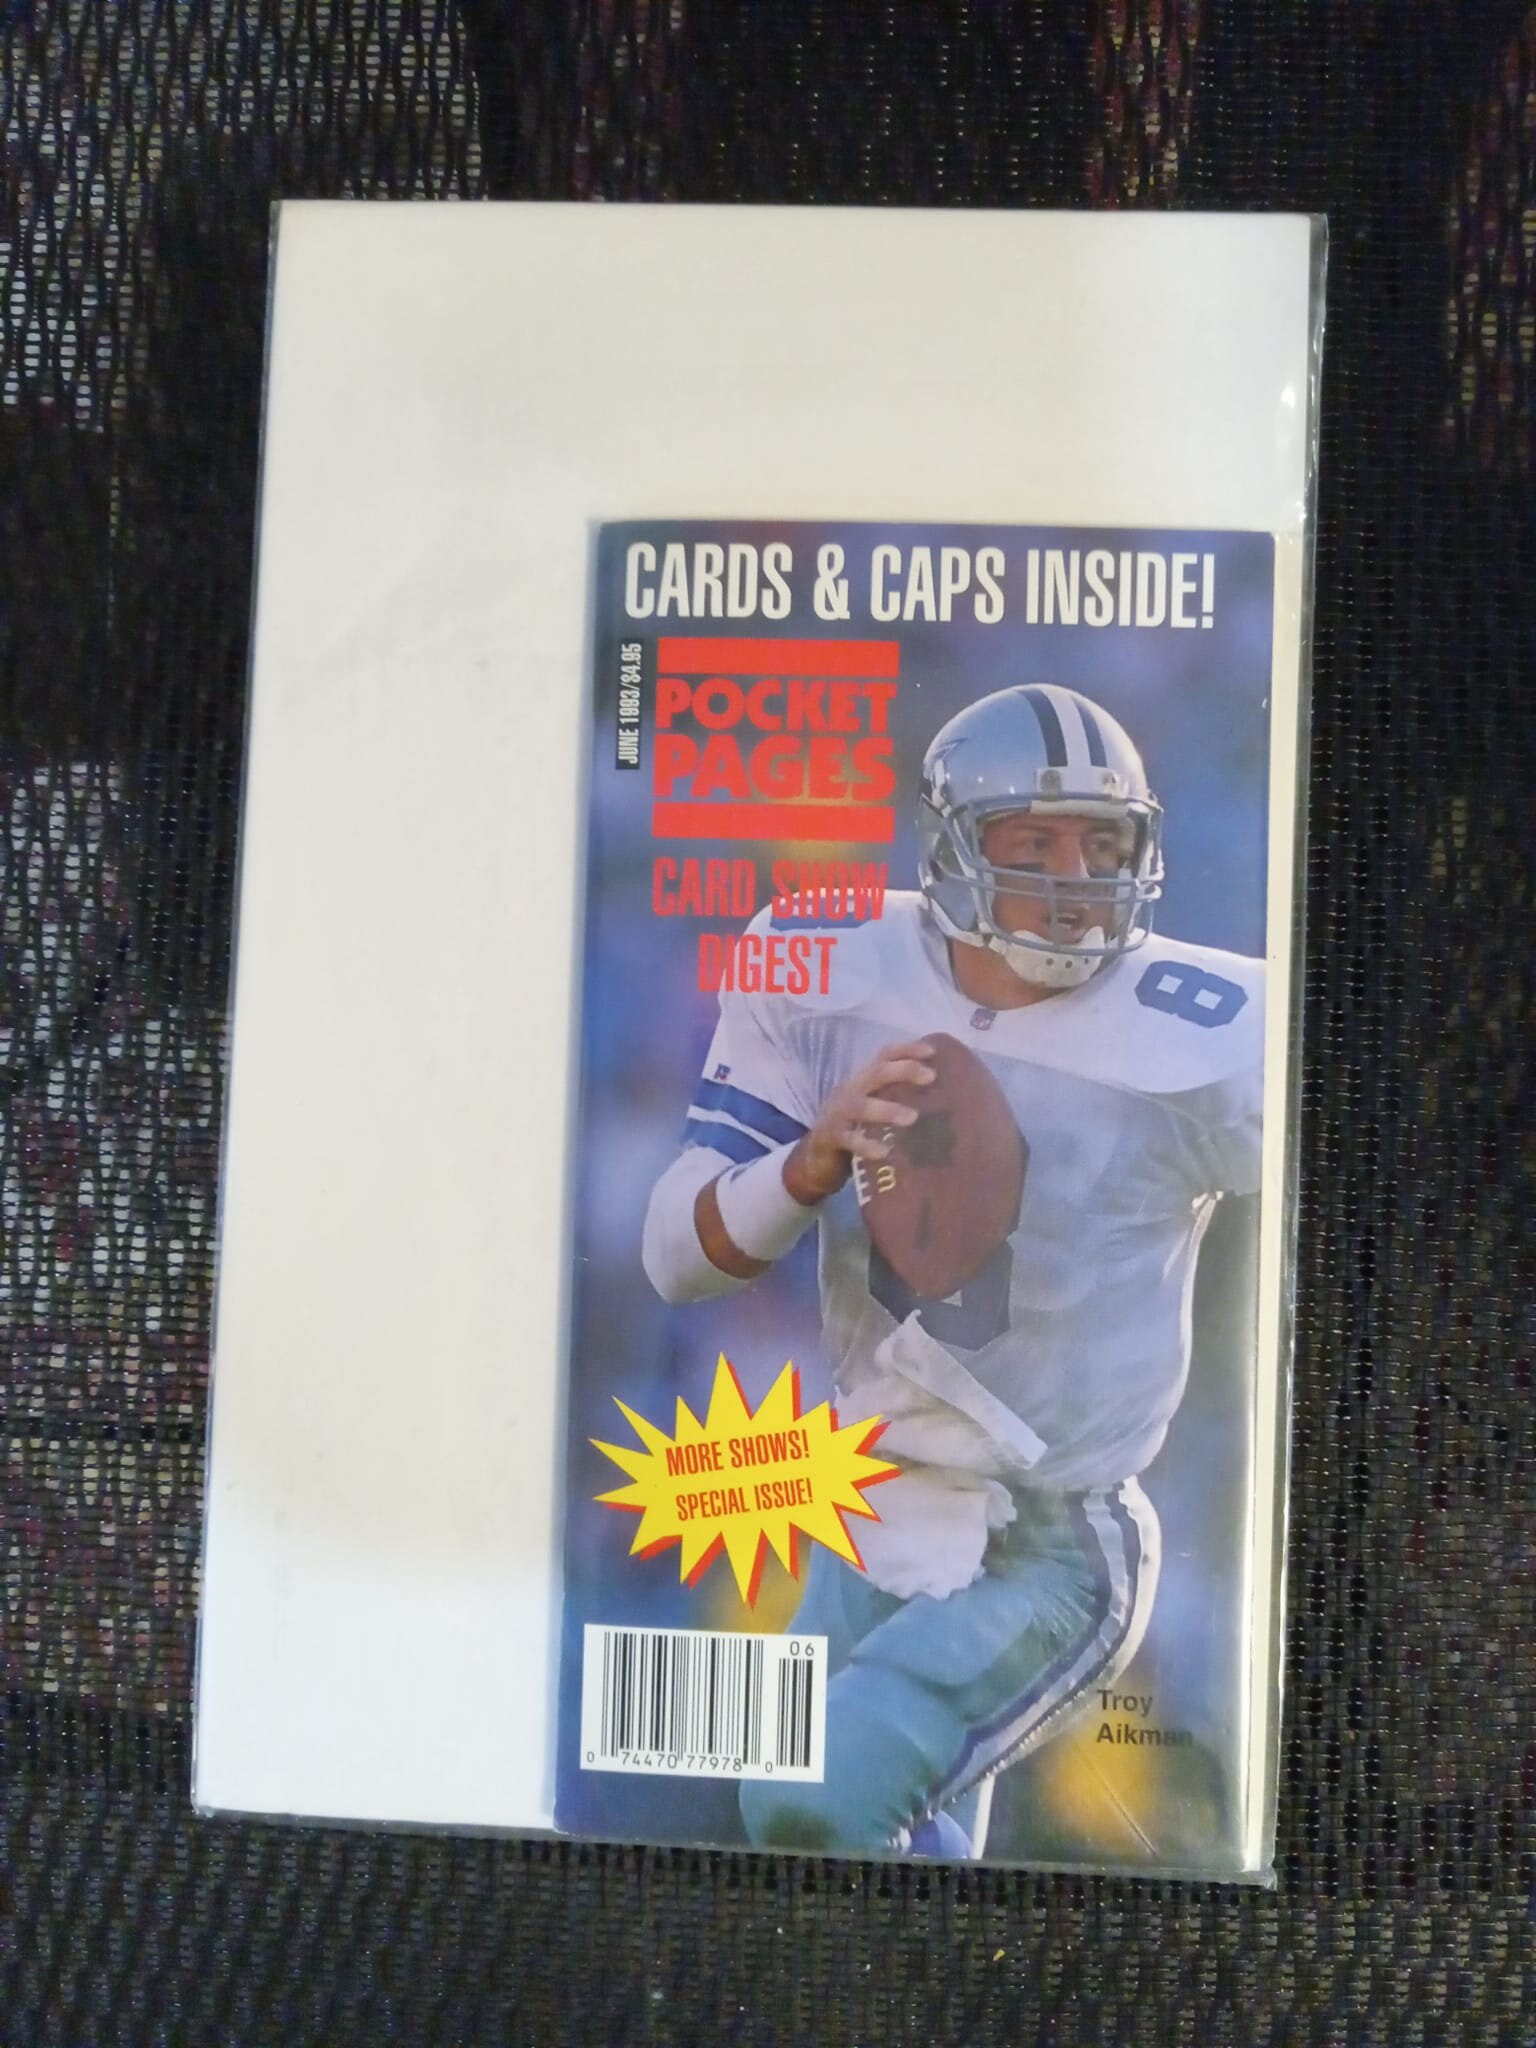 CARDS & CAPS INSIDE!
JUNE 1993/$4.95
POCKET
PAGES
CARD SHOW
DIGEST
8
MORE SHOWS!
SPECIAL ISSUE!
06
0 74470 77978 0
Troy
Aikman